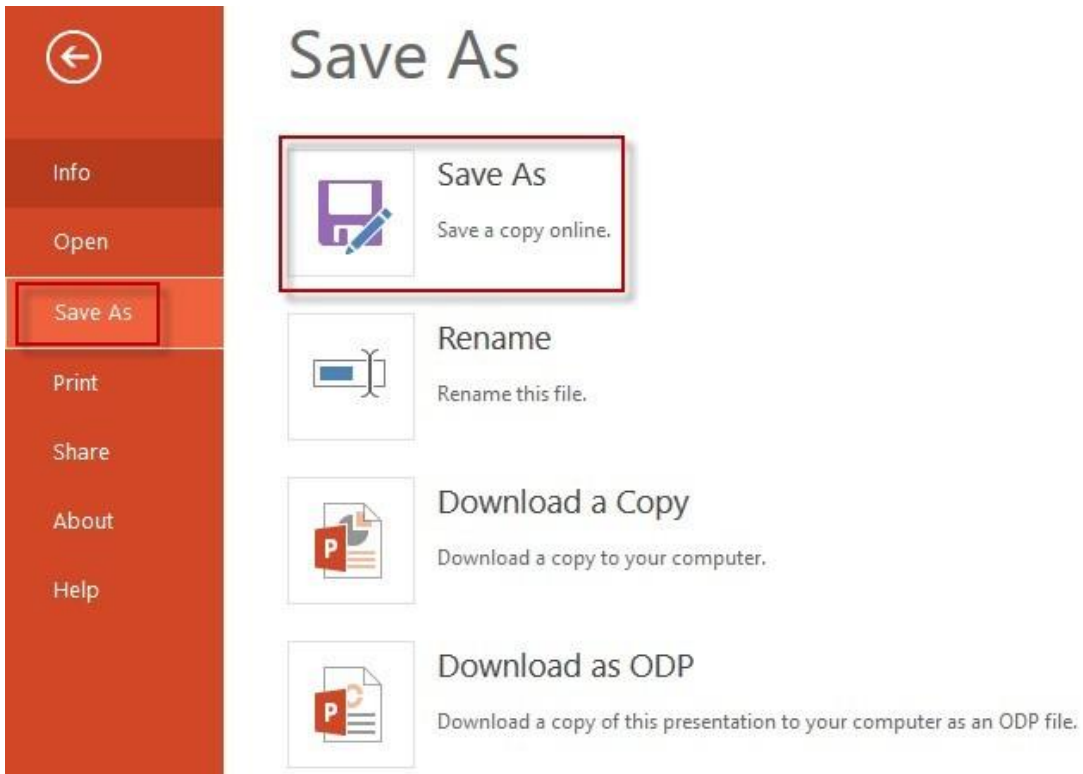 Save As
Info
Open
Save As
Print
Share
About
Help
Save As
Save a copy online.
Rename
Rename this file.
P
Download a Copy
Download a copy to your computer.
P
Download as ODP
Download a copy of this presentation to your computer as an ODP file.